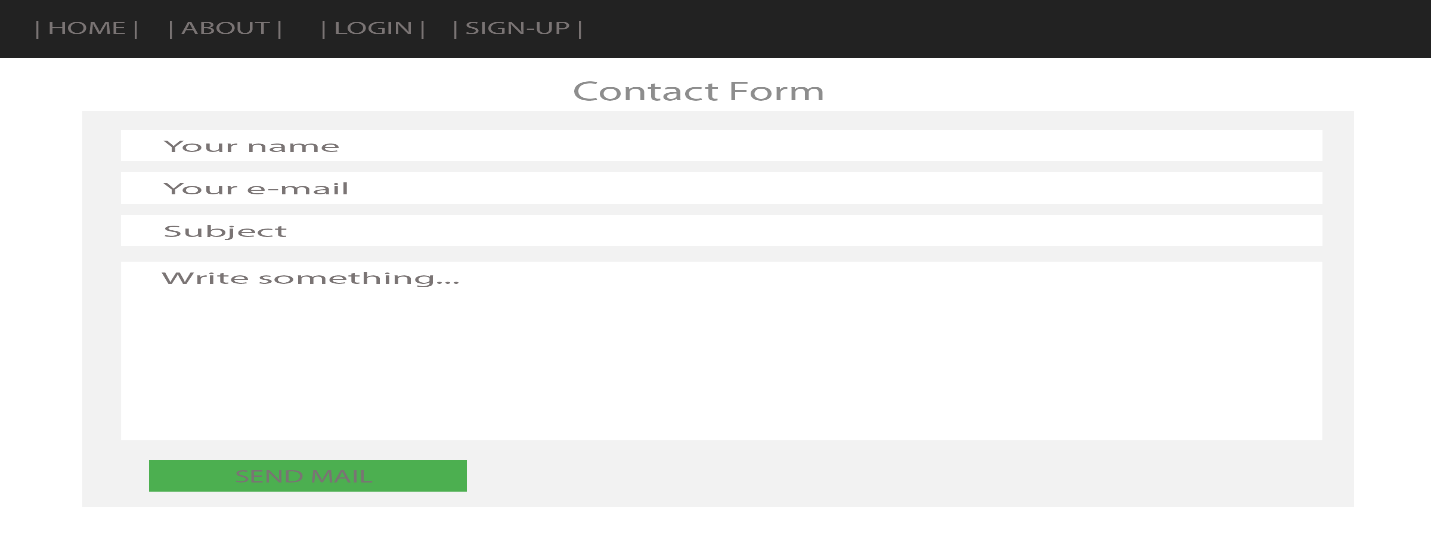 | HOME | | ABOUT | | LOGIN | | SIGN-UP |
Contact Form
Your name
Your e-mail
Subject
Write something...
SEND MAIL